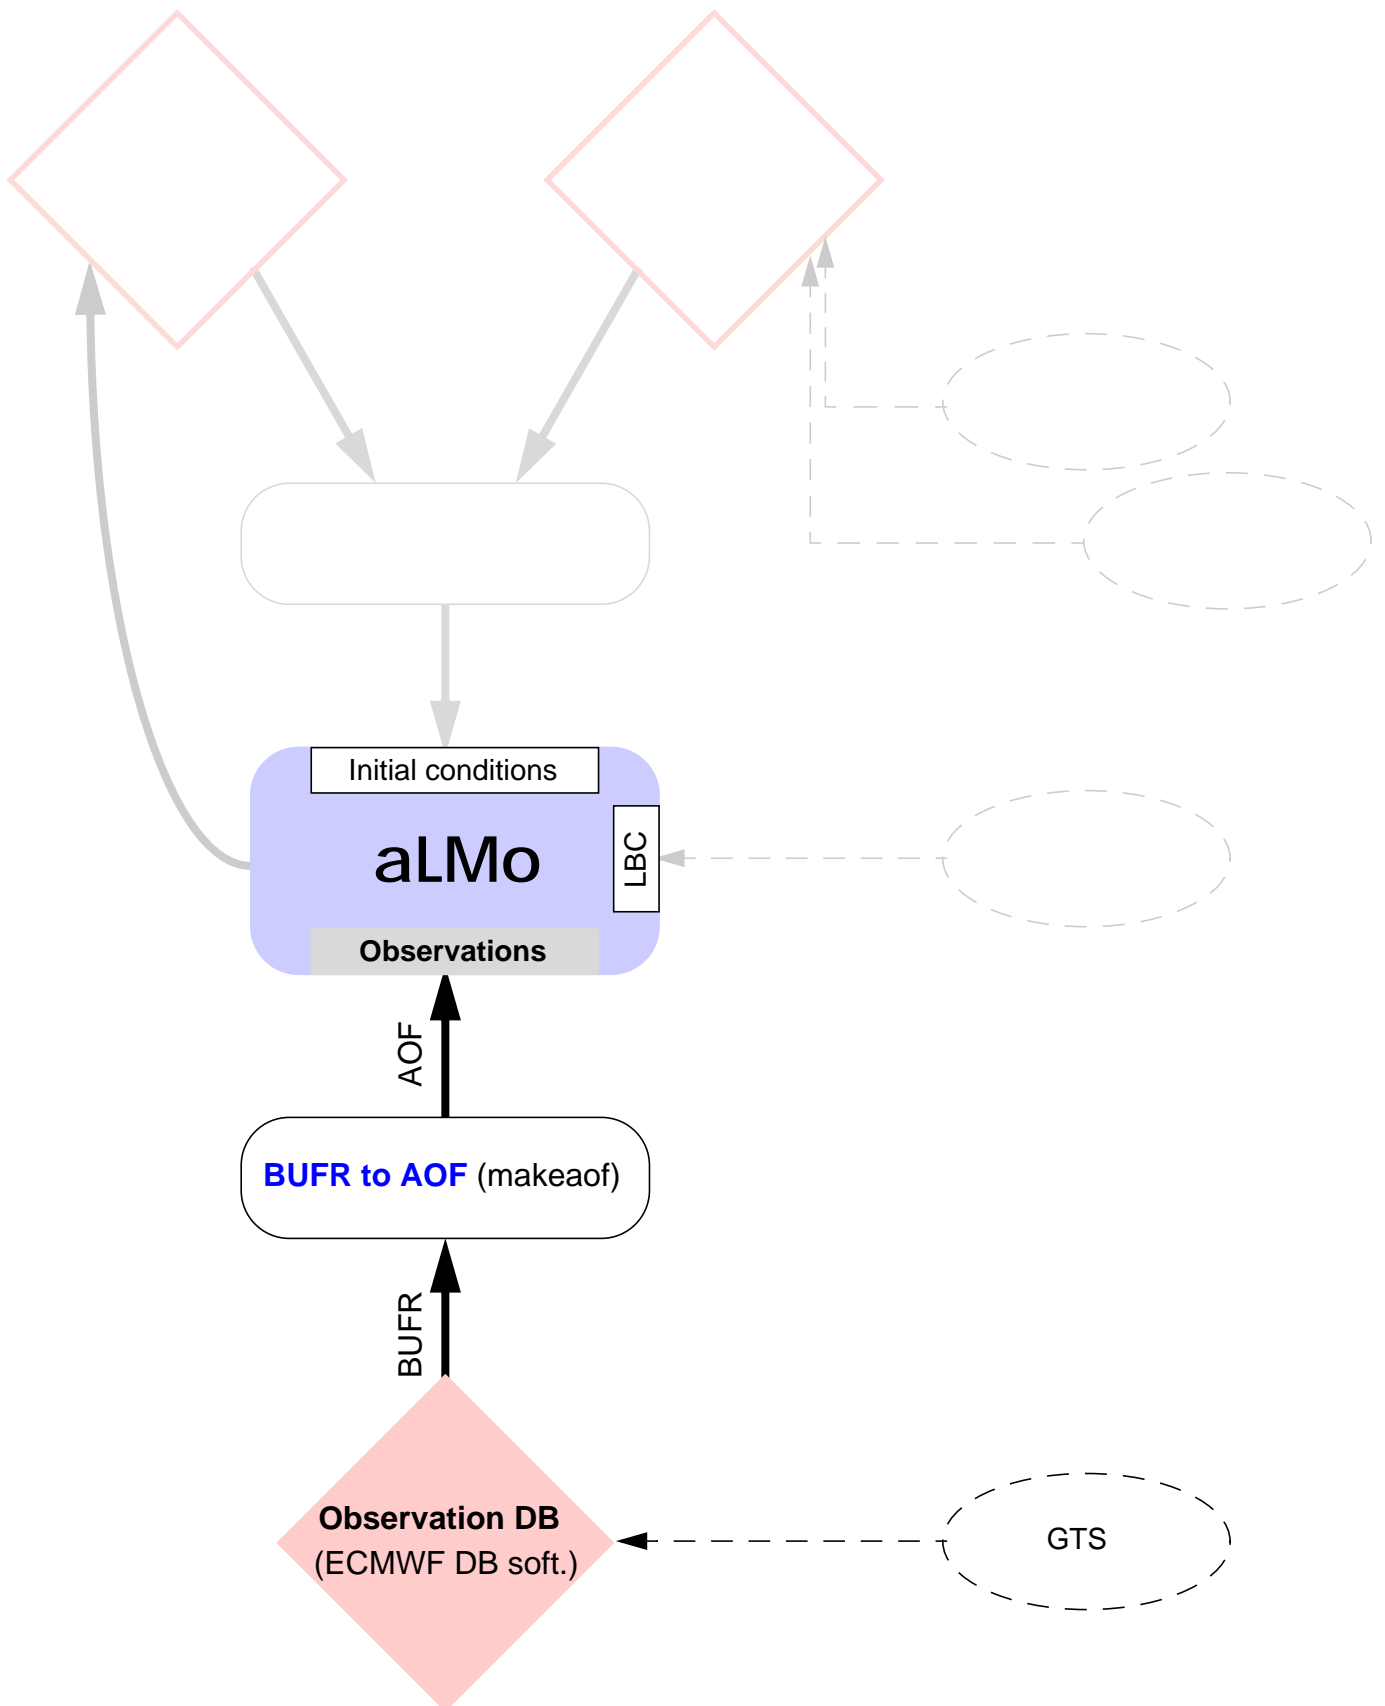 Initial conditions
aLMo
LBC
Observations
AOF
BUFR to AOF (makeaof)
BUFR
Observation DB
(ECMWF DB soft.)
GTS